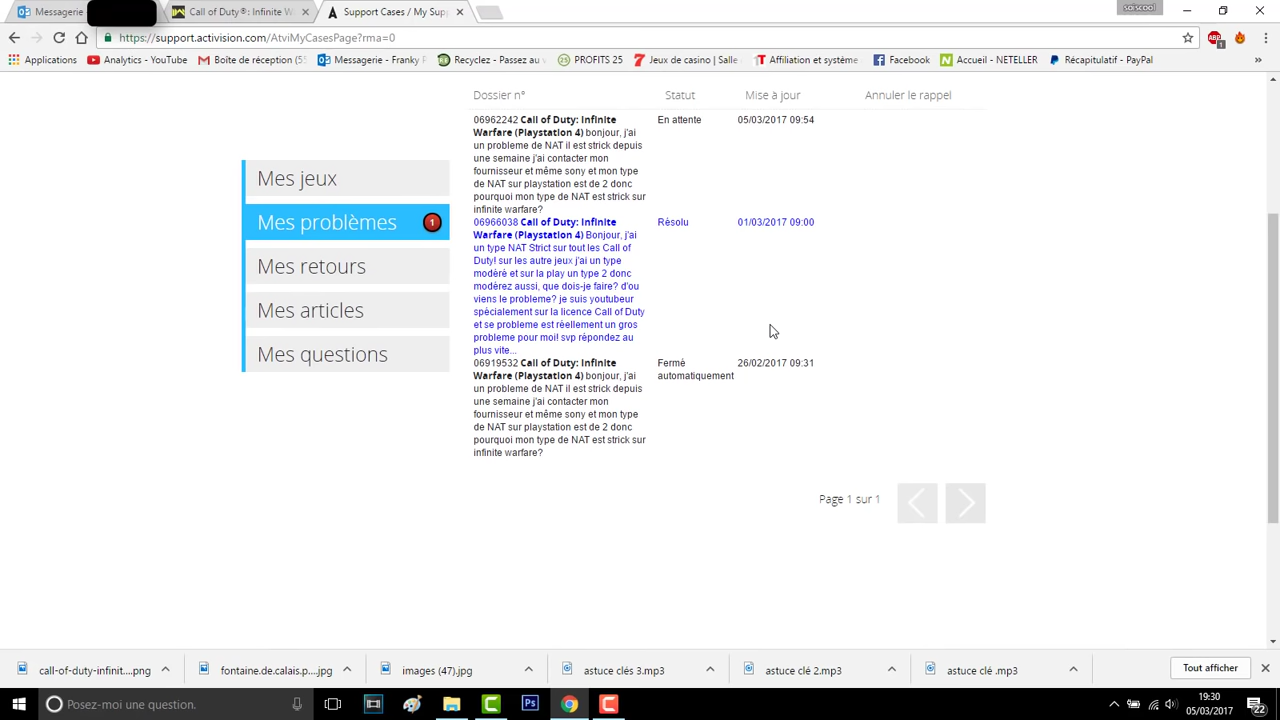 Messagerie
Call of Duty®: Infinite W
Support Cases / My Supp
soiscool
https://support.activision.com/AtviMyCasesPage?rma=0
Applications
Analytics - YouTube
Boîte de réception (55
Messagerie - Franky P
Recyclez - Passez au v
PROFITS 25
Jeux de casino | Salle
Affiliation et système
Facebook
Accueil - NETELLER
Récapitulatif - PayPal
»
Dossier n° Statut Mise à jour Annuler le rappel
06962242 Call of Duty: Infinite En attente 05/03/2017 09:54
Warfare (Playstation 4) bonjour, j'ai
un probleme de NAT il est strick depuis
une semaine j'ai contacter mon
fournisseur et même sony et mon type
de NAT sur playstation est de 2 donc
pourquoi mon type de NAT est strick sur
infinite warfare?
06966038 Call of Duty: Infinite Résolu 01/03/2017 09:00
Warfare (Playstation 4) Bonjour, j'ai
un type NAT Strict sur tout les Call of
Duty! sur les autre jeux j'ai un type
modéré et sur la play un type 2 donc
modérez aussi, que dois-je faire? d'ou
viens le probleme? je suis youtubeur
spécialement sur la licence Call of Duty
et se probleme est réellement un gros
probleme pour moi! svp répondez au
plus vite...
06919532 Call of Duty: Infinite Fermé 26/02/2017 09:31
Warfare (Playstation 4) bonjour, j'ai automatiquement
un probleme de NAT il est strick depuis
une semaine j'ai contacter mon
fournisseur et même sony et mon type
de NAT sur playstation est de 2 donc
pourquoi mon type de NAT est strick sur
infinite warfare?
Mes jeux
Mes problèmes 1
Mes retours
Mes articles
Mes questions
Page 1 sur 1
call-of-duty-infinit....png
fontaine.de.calais.p....jpg
images (47).jpg
astuce clés 3.mp3
astuce clé 2.mp3
astuce clé .mp3
Tout afficher
Posez-moi une question.
19:30
05/03/2017
22